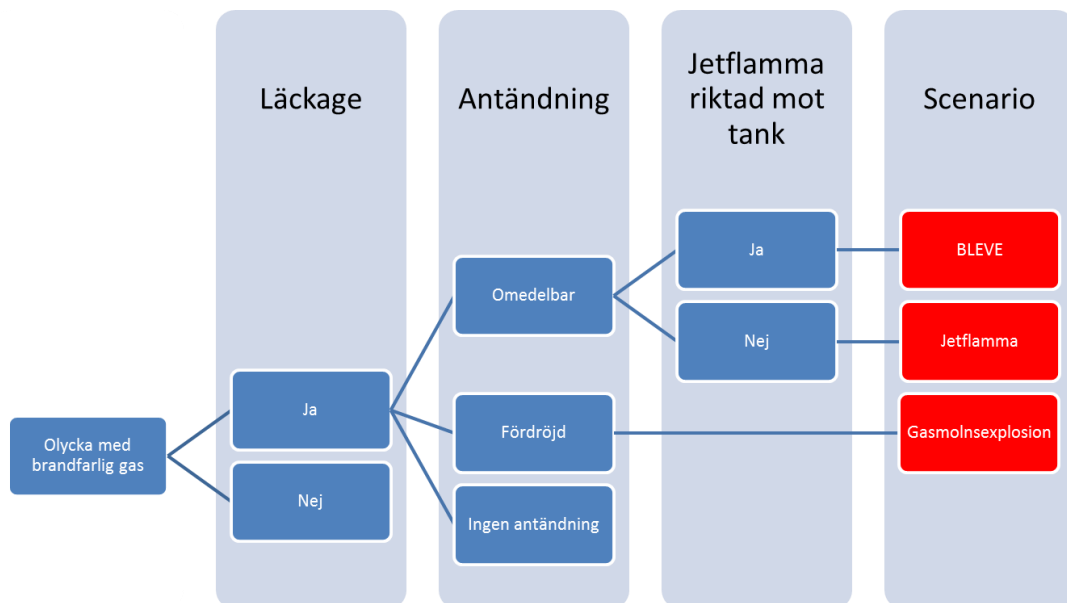 Läckage
Antändning
Jetflamma
riktad mot
tank
Scenario
Ja
BLEVE
Omedelbar
Nej
Jetflamma
Ja
Fördröjd
Gasmolnsexplosion
Olycka med
brandfarlig gas
Nej
Ingen antändning